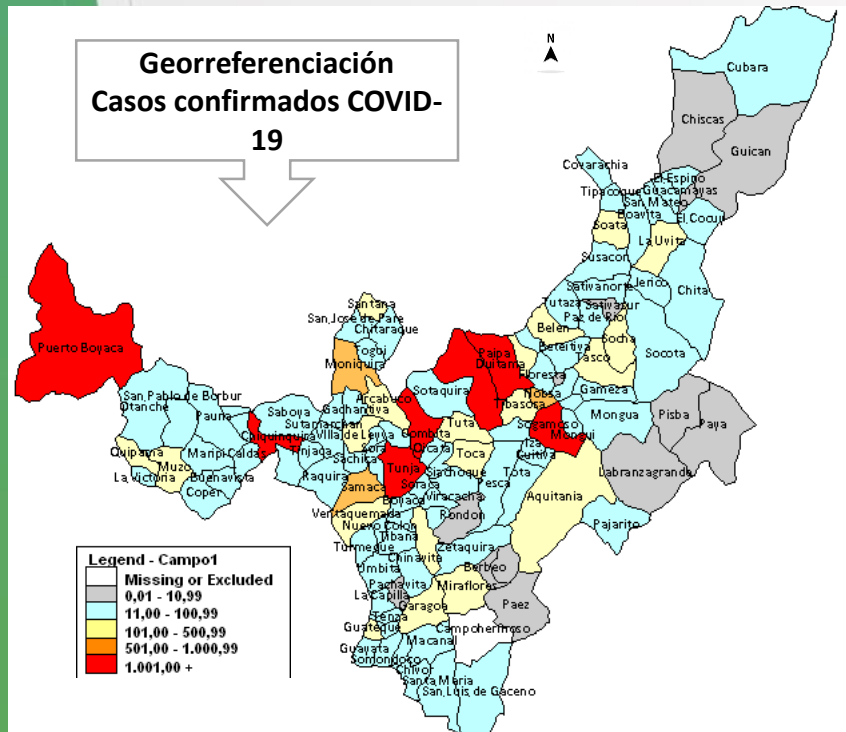 Georreferenciación
Casos confirmados COVID-
19
N
Cubara
Chiscas
Guican
Covarachia
El Espino
Tipacoque
Guacamayas
San Mateo
Boavita
El Cocuy
Soata
La Uvita
Susacon
Sativanorte
Jerico
Chita
Tutaza
Sativasur
Paz de Rio
Santana
San Jose de Pare
Chitaraque
Puerto Boyaca
Togui
Moniquira
Belen
Socha
Paipa
Duitama
Beteitiva
Tasco
Socota
Floresta
San Pablo de Borbur
Otanche
Sotaquira
Nobsa
Gameza
Arcabuco
Tibasosa
Pauna
Saboya
Gachantiva
Mongua
Pisba
Paya
Sutamarchan
Combita
Tuta
Sogamoso
Chiquinquira
Villa de Leyva
Mongui
Quipama
Maripi
Caldas
Tinjaca
Sora
Oicata
Toca
Iza
Cuitiva
Muzo
Sachica
Labranzagrande
La Victoria
Buenavista
Raquira
Tunja
Siachoque
Tota
Aquitania
Coper
Samaca
Soraca
Pesca
Boyaca
Viracacha
Ventaquemada
Rondon
Pajarito
Nuevo Colon
Tibana
Turmeque
Zetaquira
Chinavita
Umbita
Berbeo
Pachavita
Miraflores
La Capilla
Garagoa
Paez
Tenza
Guateque
Campohermoso
Guayata
Macanal
Somondoco
Chivor
Santa Maria
San Luis de Gaceno
Legend - Campo1
Missing or Excluded
0,01 - 10,99
11,00 - 100,99
101,00 - 500,99
501,00 - 1.000,99
1.001,00 +